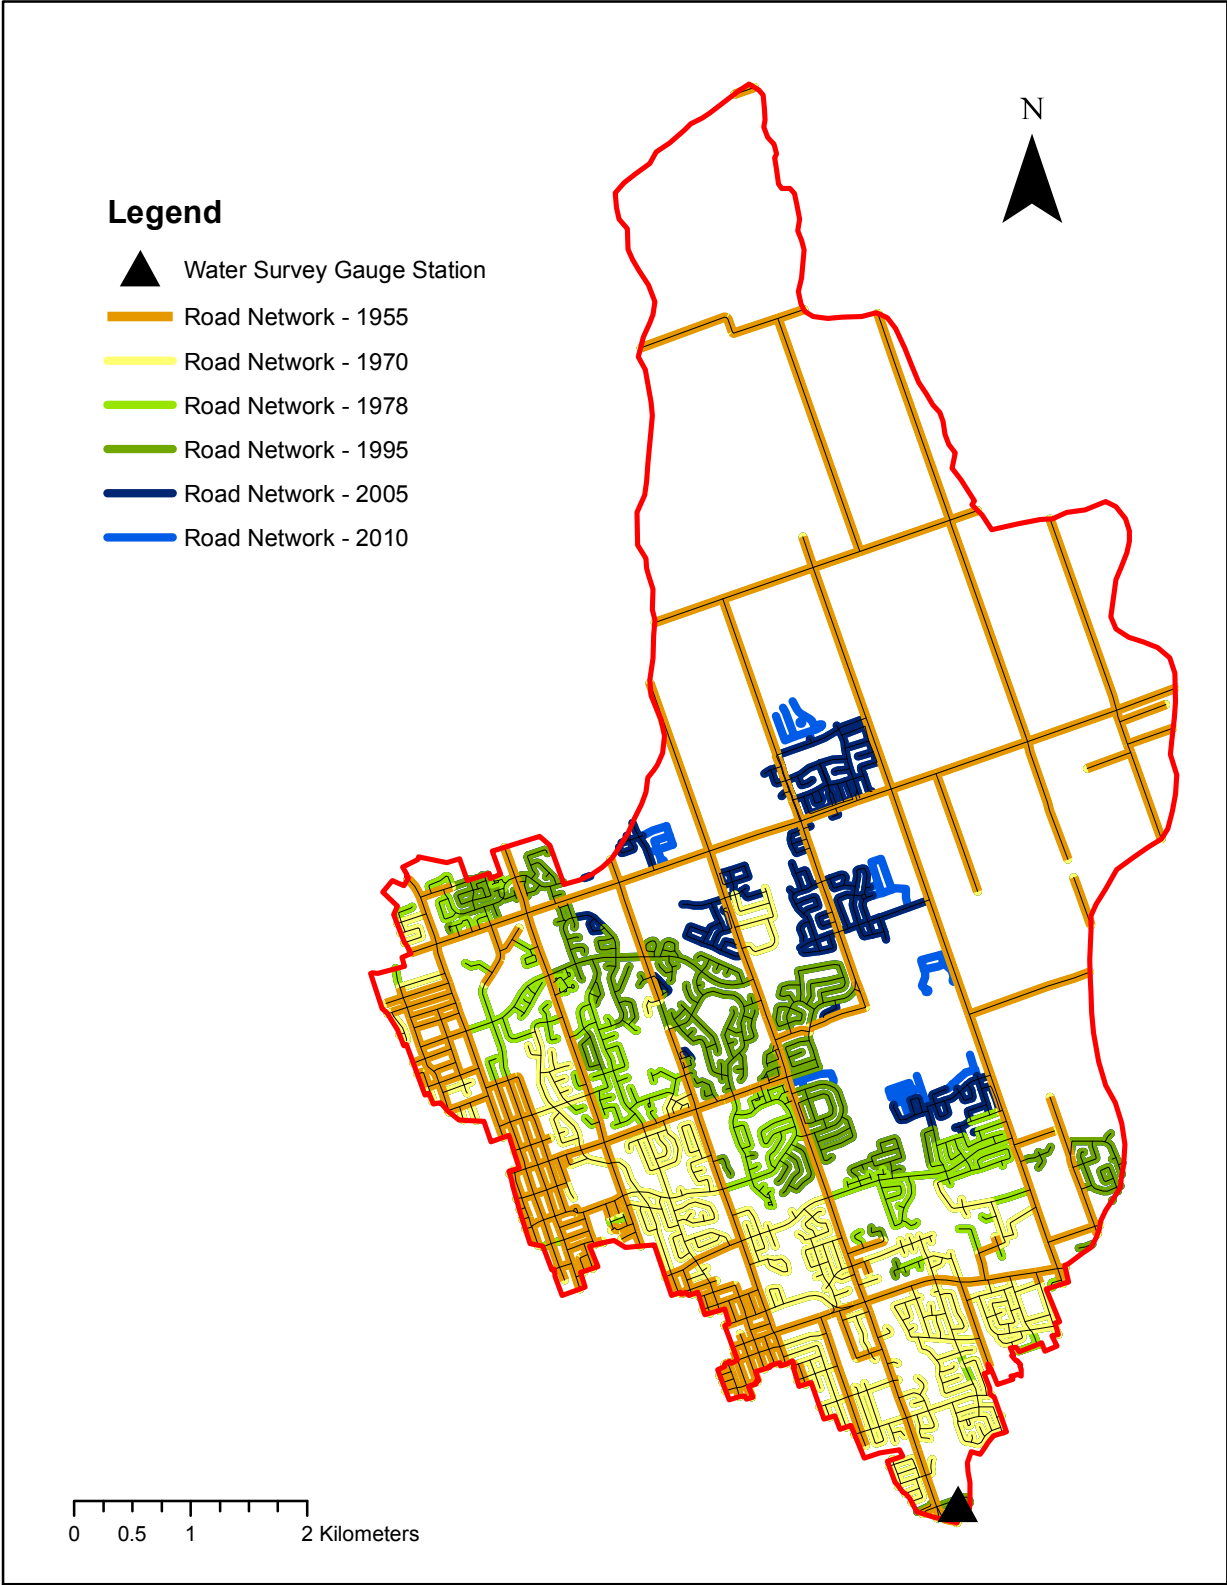 N
Legend
Water Survey Gauge Station
Road Network - 1955
Road Network - 1970
Road Network - 1978
Road Network - 1995
Road Network - 2005
Road Network - 2010
0 0.5 1 2 Kilometers